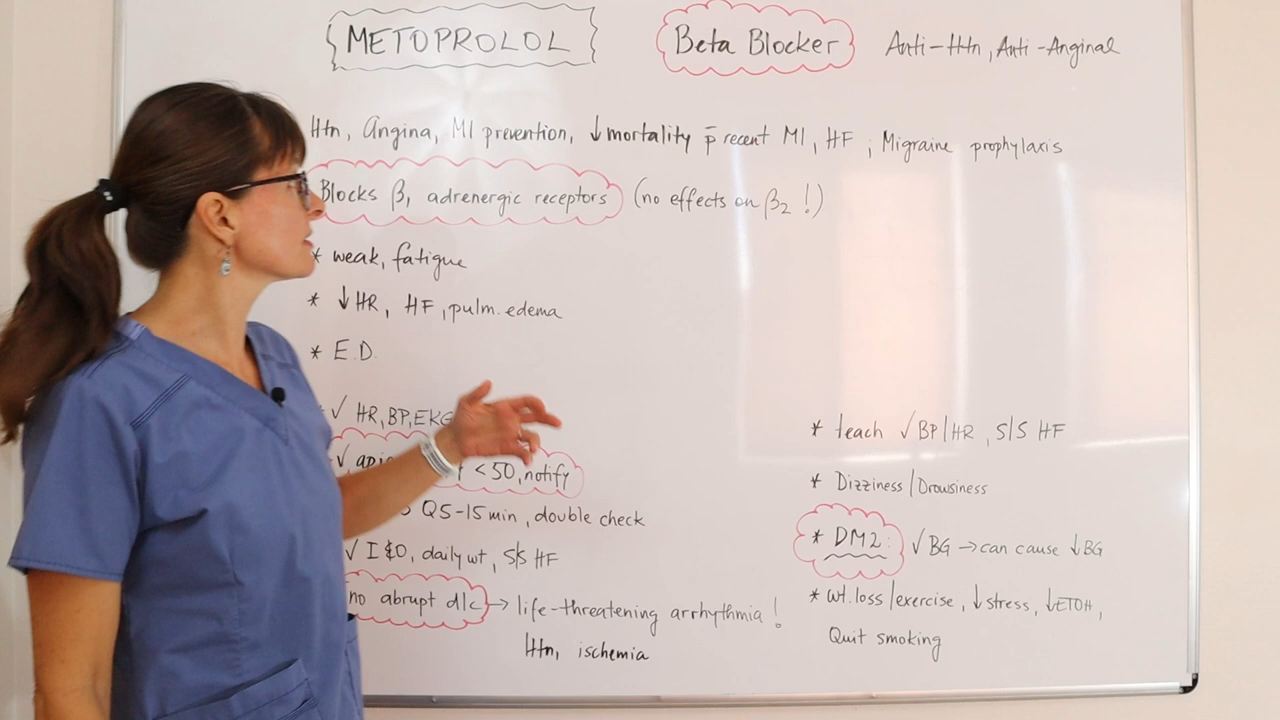 METOPROLOL
Beta Blocker
Anti-Htn, Anti-Anginal
Htn, Angina, MI prevention, ↓mortality p̄ recent MI, HF ; Migraine prophylaxis
Blocks β₁ adrenergic receptors (no effects on β₂ !)
* weak, fatigue
* ↓HR, HF, pulm. edema
* E.D.
√ HR, BP, EKG
√ <50, notify
Q5-15min, double check
√ I&O, daily wt, S/S HF
no abrupt d/c → life-threatening arrhythmia !
Htn, ischemia
* teach √BP/HR, S/S HF
* Dizziness/Drowsiness
* DM2: √BG → can cause ↓BG
* wt.loss/exercise, ↓stress, ↓ETOH,
Quit smoking